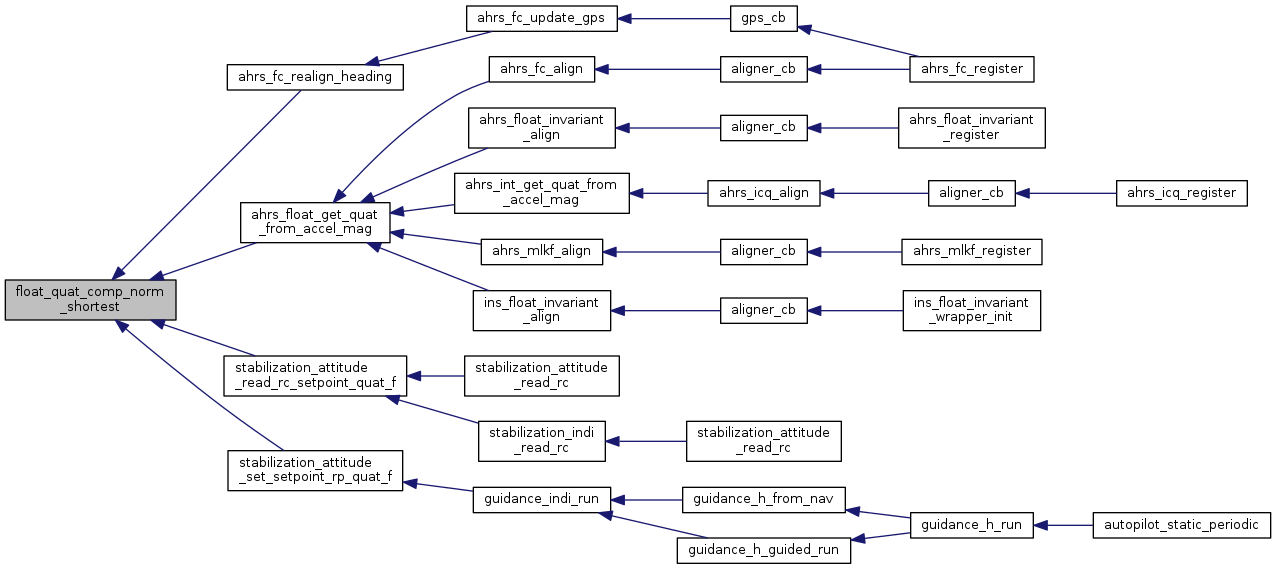 ahrs_fc_update_gps
gps_cb
ahrs_fc_realign_heading
ahrs_fc_align
aligner_cb
ahrs_fc_register
ahrs_float_invariant
_align
aligner_cb
ahrs_float_invariant
_register
ahrs_int_get_quat_from
_accel_mag
ahrs_icq_align
aligner_cb
ahrs_icq_register
ahrs_float_get_quat
_from_accel_mag
ahrs_mlkf_align
aligner_cb
ahrs_mlkf_register
float_quat_comp_norm
_shortest
ins_float_invariant
_align
aligner_cb
ins_float_invariant
_wrapper_init
stabilization_attitude
_read_rc_setpoint_quat_f
stabilization_attitude
_read_rc
stabilization_indi
_read_rc
stabilization_attitude
_read_rc
stabilization_attitude
_set_setpoint_rp_quat_f
guidance_indi_run
guidance_h_from_nav
guidance_h_run
autopilot_static_periodic
guidance_h_guided_run